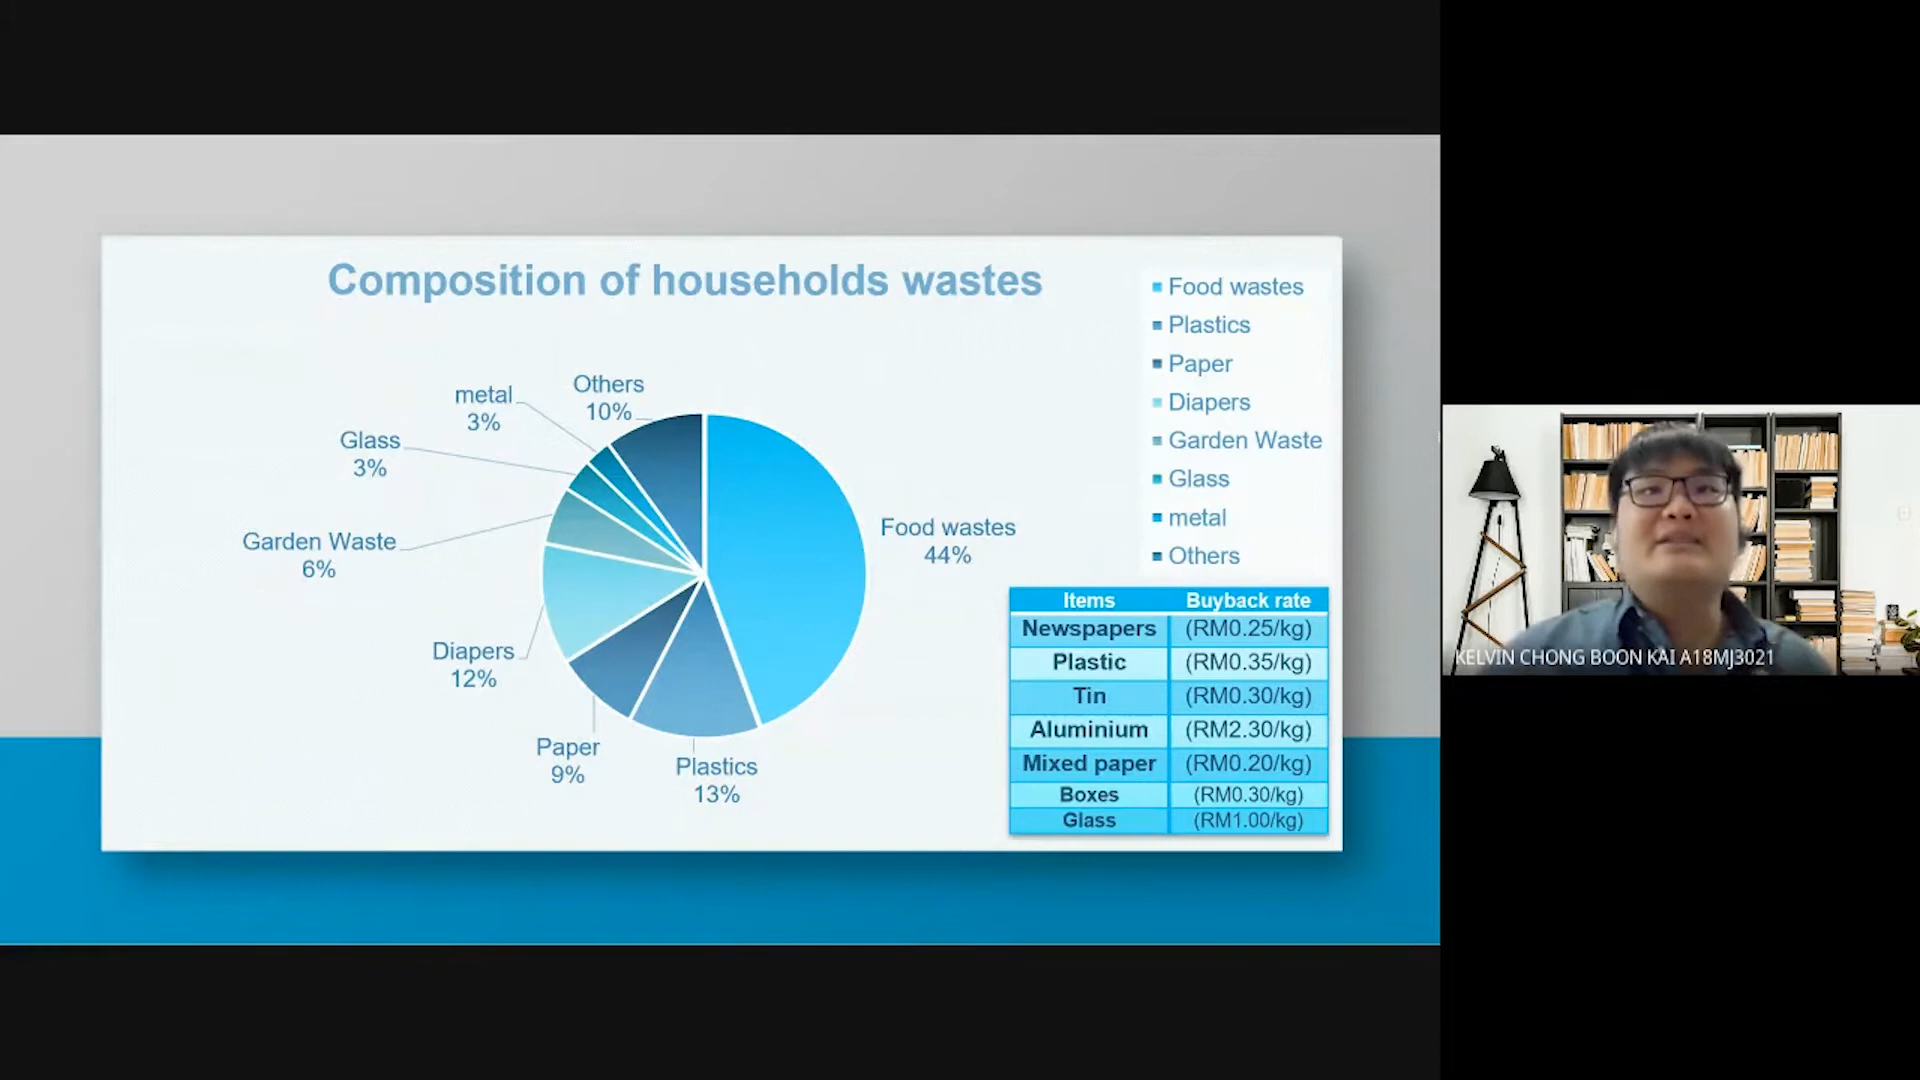 Composition of households wastes
Others
10%
metal
3%
Glass
3%
Garden Waste
6%
Diapers
12%
Paper
9%
Plastics
13%
Food wastes
44%
Food wastes
Plastics
Paper
Diapers
Garden Waste
Glass
metal
Others
Items Buyback rate
Newspapers (RM0.25/kg)
Plastic (RM0.35/kg)
Tin (RM0.30/kg)
Aluminium (RM2.30/kg)
Mixed paper (RM0.20/kg)
Boxes (RM0.30/kg)
Glass (RM1.00/kg)
KELVIN CHONG BOON KAI A18MJ3021